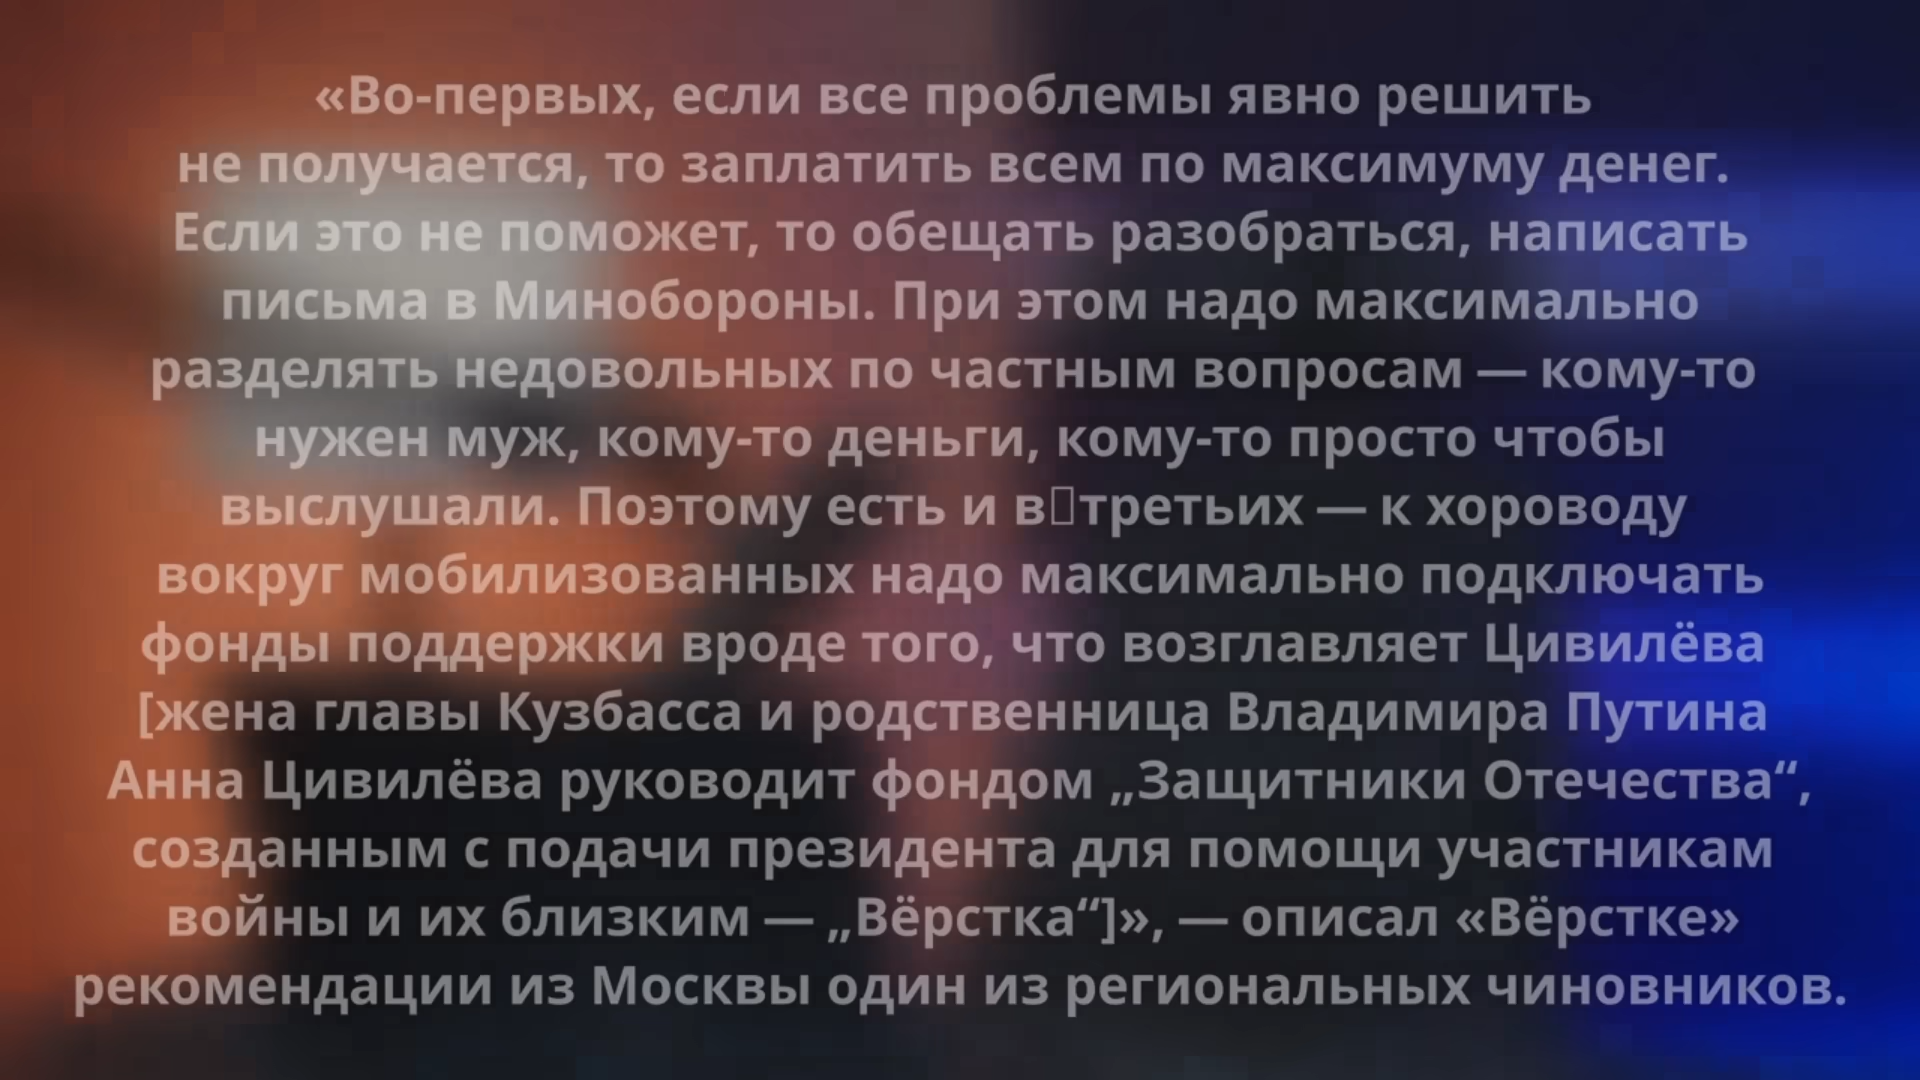 «Во-первых, если все проблемы явно решить
не получается, то заплатить всем по максимуму денег.
Если это не поможет, то обещать разобраться, написать
письма в Минобороны. При этом надо максимально
разделять недовольных по частным вопросам — кому-то
нужен муж, кому-то деньги, кому-то просто чтобы
выслушали. Поэтому есть и в▯третьих — к хороводу
вокруг мобилизованных надо максимально подключать
фонды поддержки вроде того, что возглавляет Цивилёва
[жена главы Кузбасса и родственница Владимира Путина
Анна Цивилёва руководит фондом „Защитники Отечества“,
созданным с подачи президента для помощи участникам
войны и их близким — „Вёрстка“]», — описал «Вёрстке»
рекомендации из Москвы один из региональных чиновников.